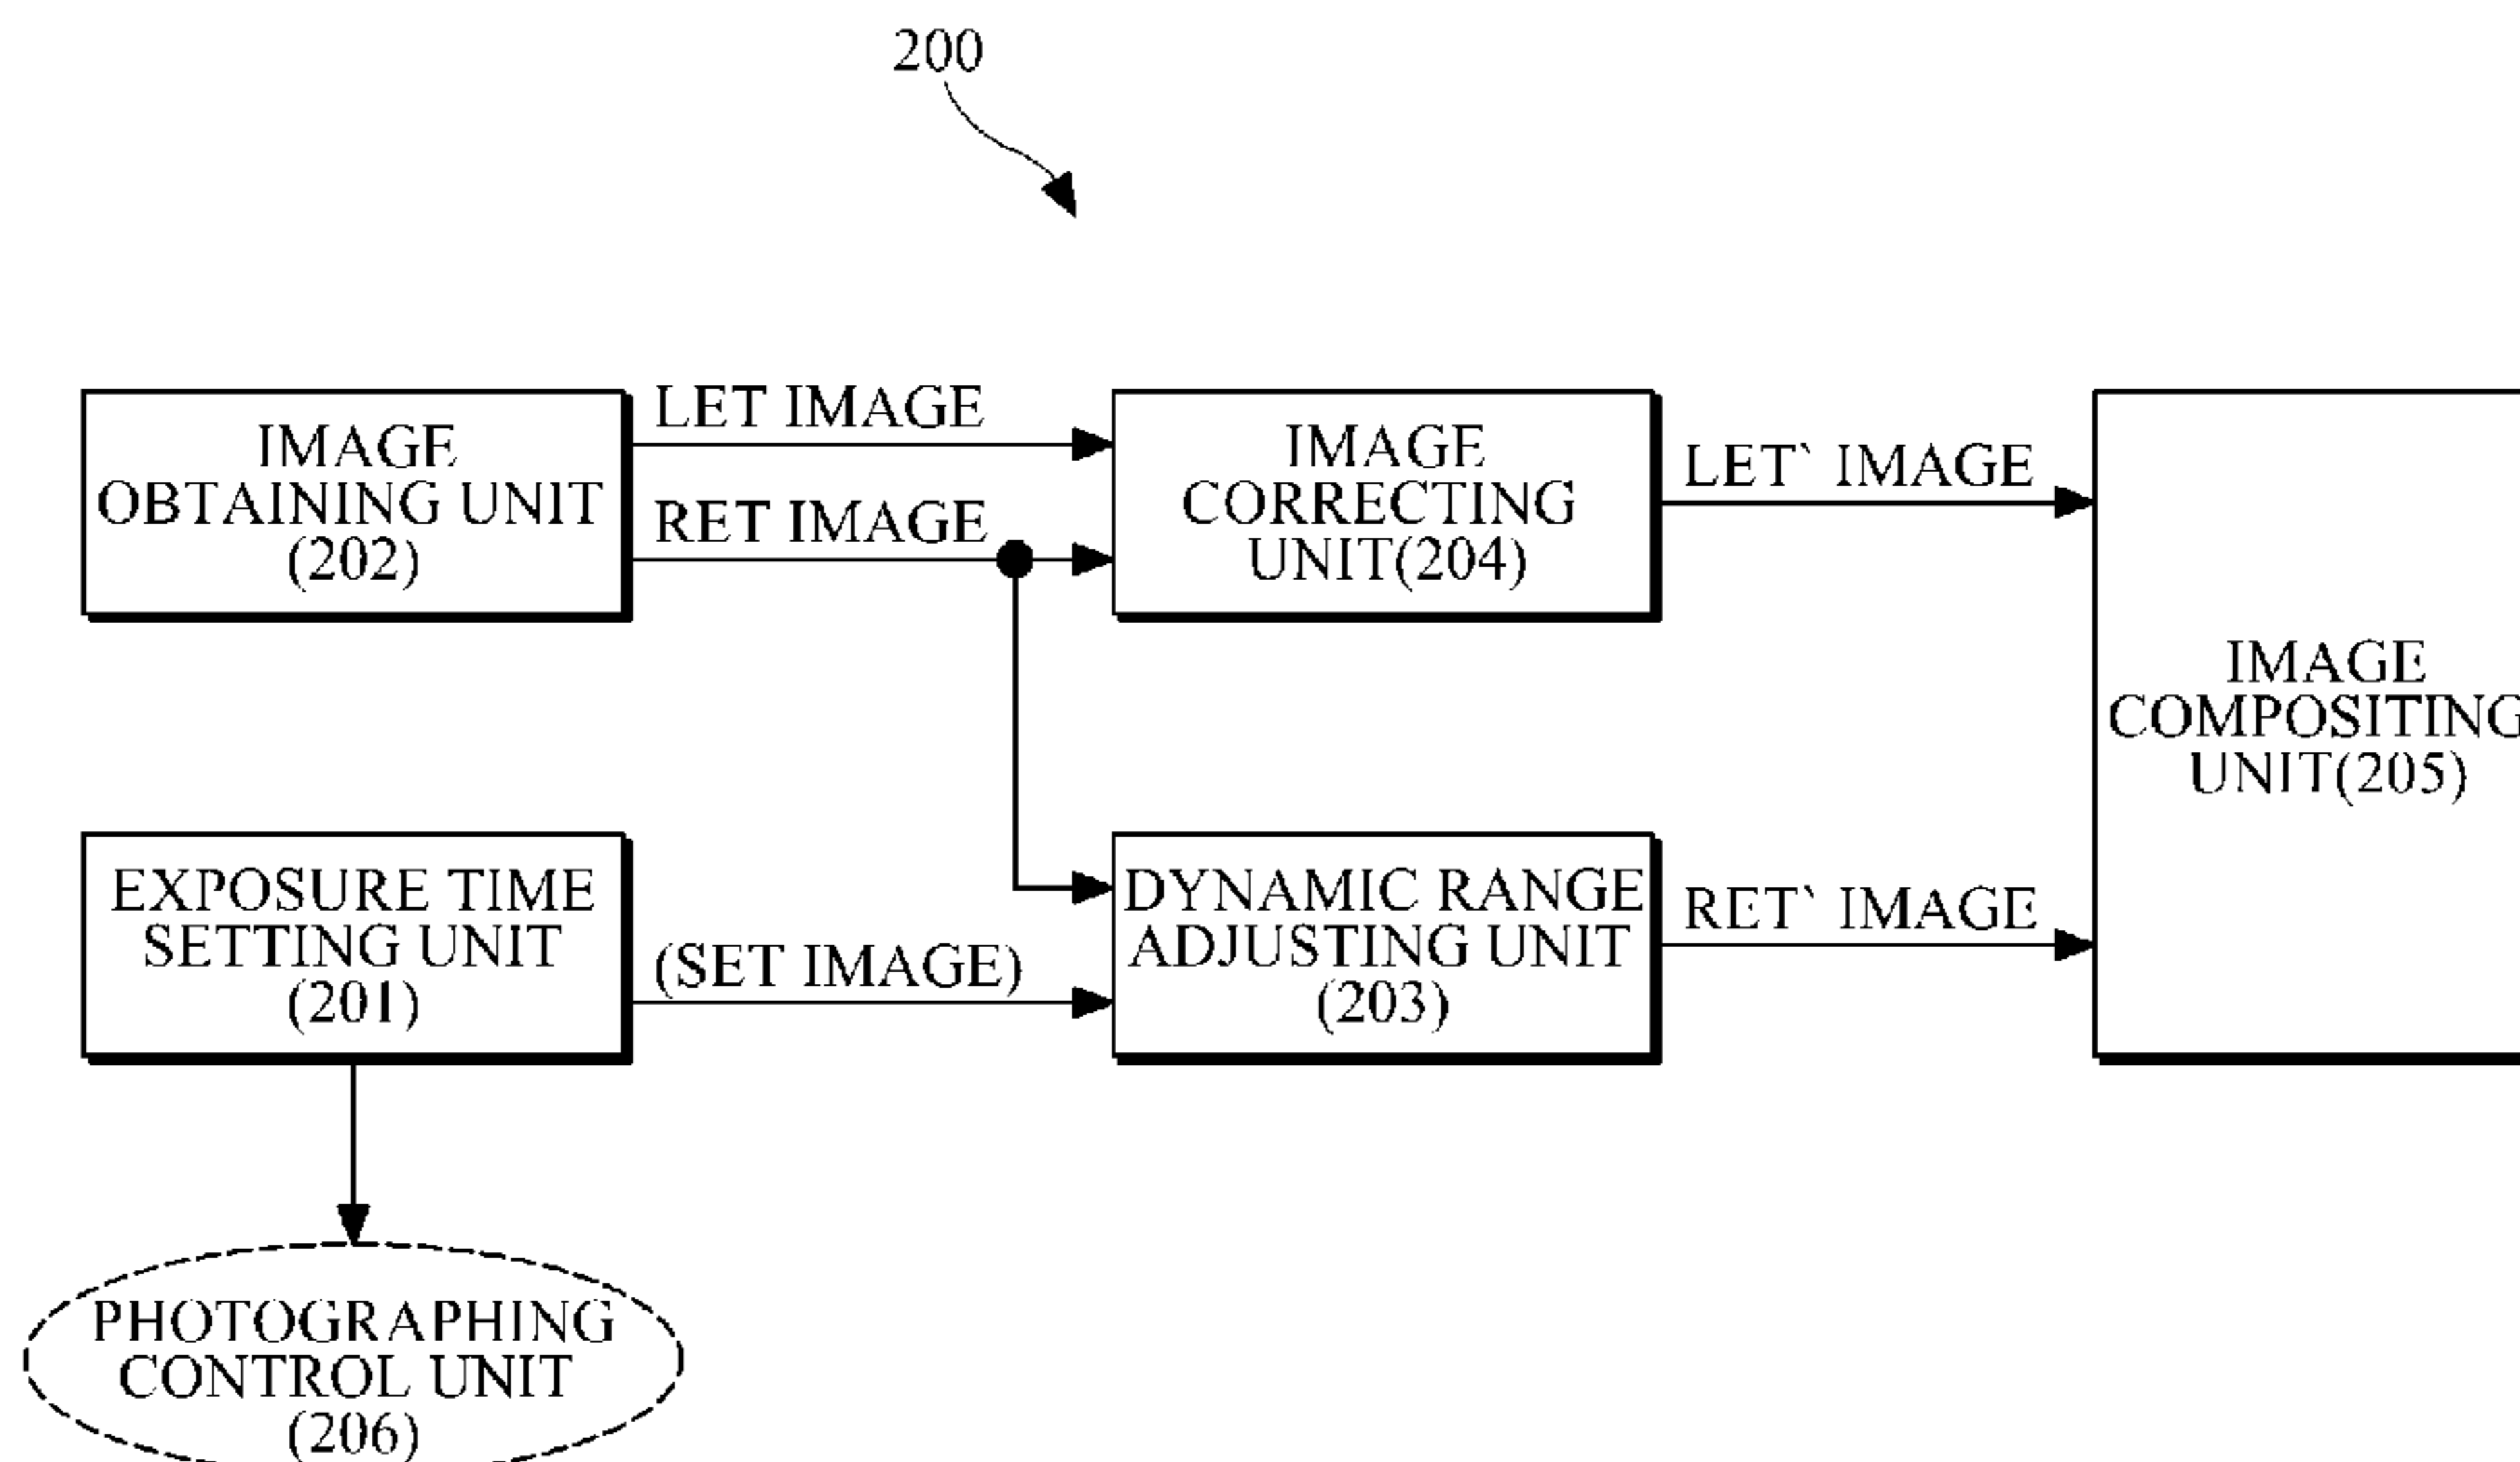 200
IMAGE
OBTAINING UNIT
(202)
LET IMAGE
RET IMAGE
IMAGE
CORRECTING
UNIT(204)
LET` IMAGE
IMAGE
COMPOSITING
UNIT(205)
EXPOSURE TIME
SETTING UNIT
(201)
(SET IMAGE)
DYNAMIC RANGE
ADJUSTING UNIT
(203)
RET` IMAGE
PHOTOGRAPHING
CONTROL UNIT
(206)